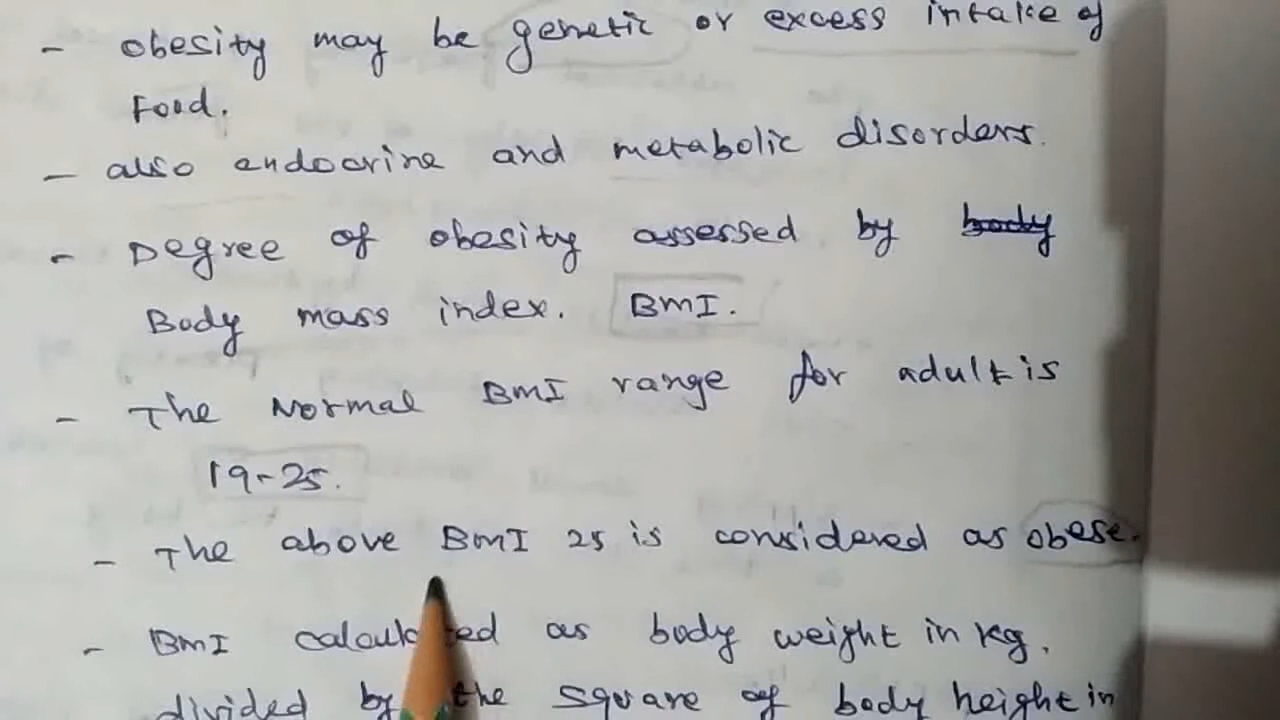 - obesity may be genetic or excess intake of
Food.
- also endocrine and metabolic disorders.
- Degree of obesity assessed by body
Body mass index. BMI.
- The Normal BMI range for adult is
19-25.
- The above BMI 25 is considered as obese.
- BMI calculated as body weight in kg.
divided by the square of body height in